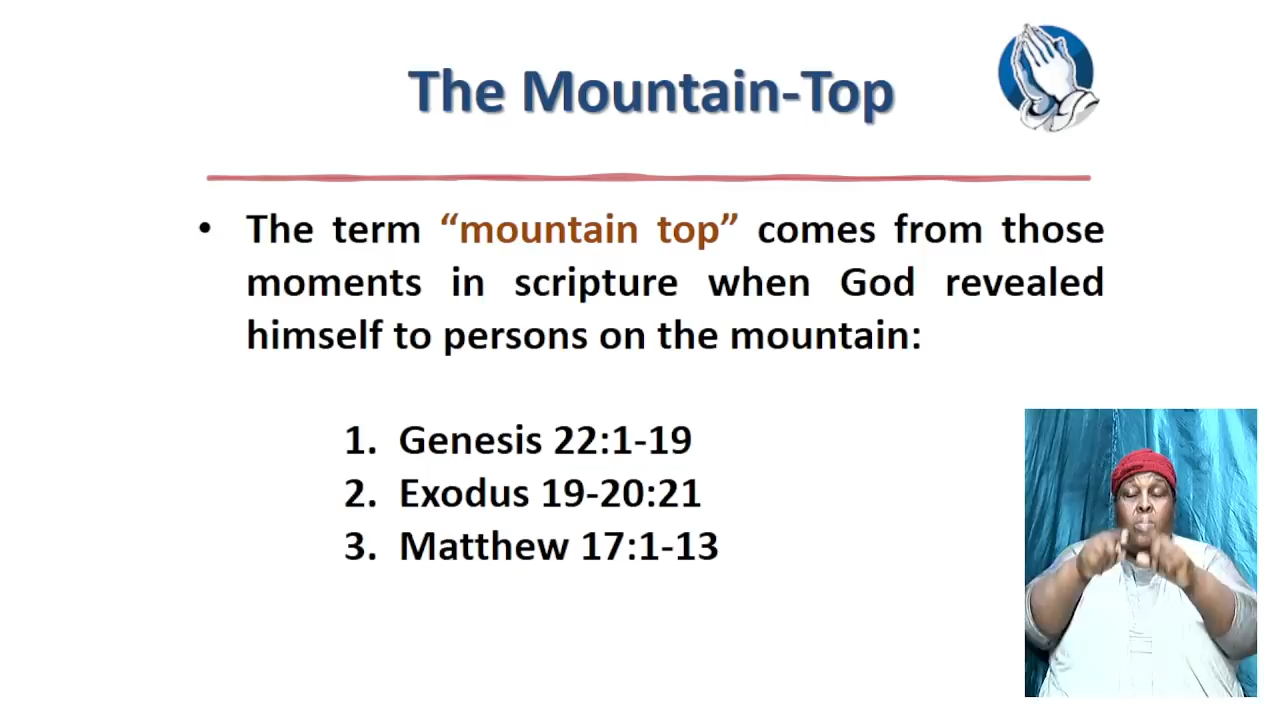 The Mountain-Top
• The term “mountain top” comes from those
moments in scripture when God revealed
himself to persons on the mountain:
1. Genesis 22:1-19
2. Exodus 19-20:21
3. Matthew 17:1-13